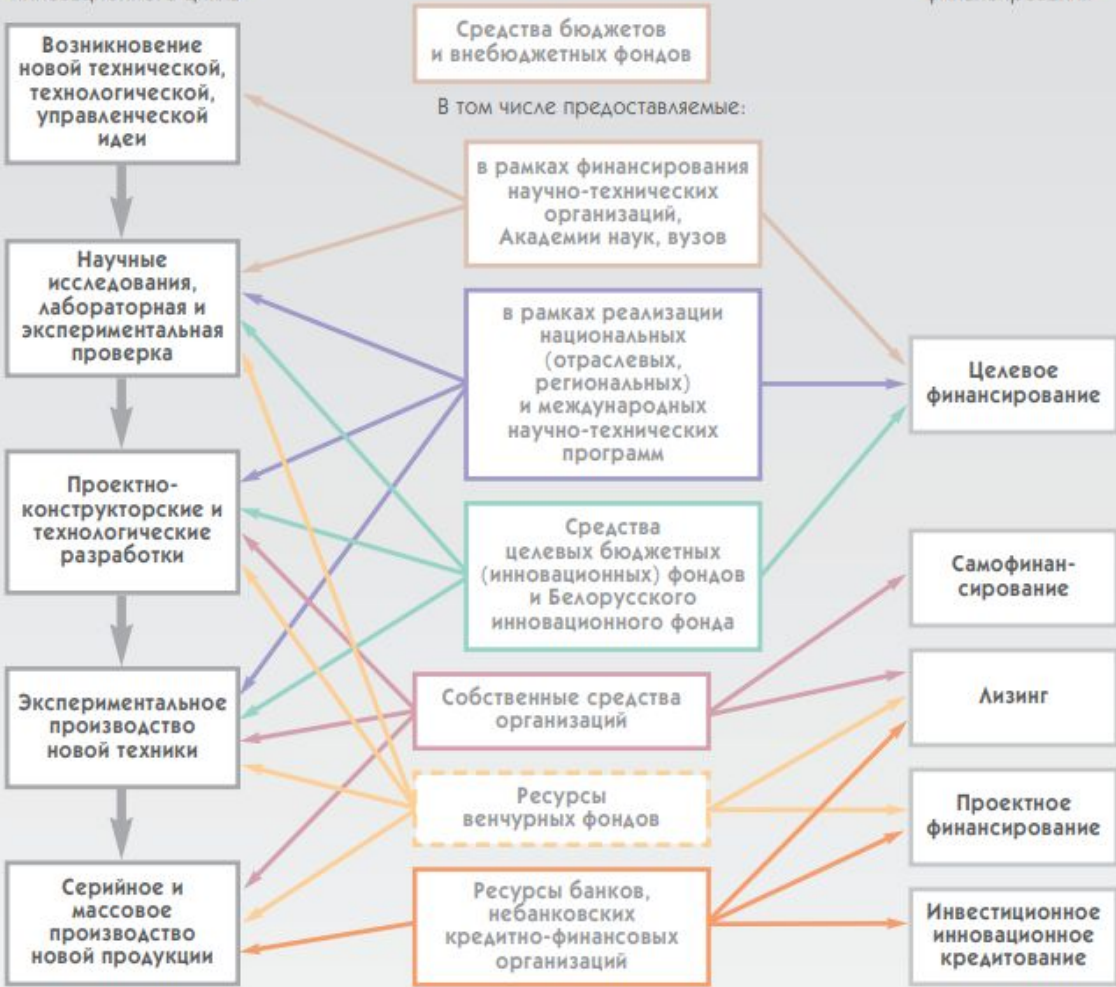 Средства бюджетов
и внебюджетных фондов
В том числе предоставляемые:
Возникновение
новой технической,
технологической,
управленческой
идеи
в рамках финансирования
научно-технических
организаций,
Академии наук, вузов
Научные
исследования,
лабораторная и
экспериментальная
проверка
в рамках реализации
национальных
(отраслевых,
региональных)
и международных
научно-технических
программ
Целевое
финансирование
Проектно-
конструкторские и
технологические
разработки
Средства
целевых бюджетных
(инновационных) фондов
и Белорусского
инновационного фонда
Самофинан-
сирование
Экспериментальное
производство
новой техники
Собственные средства
организаций
Лизинг
Ресурсы
венчурных фондов
Проектное
финансирование
Серийное и
массовое
производство
новой продукции
Ресурсы банков,
небанковских
кредитно-финансовых
организаций
Инвестиционное
инновационное
кредитование